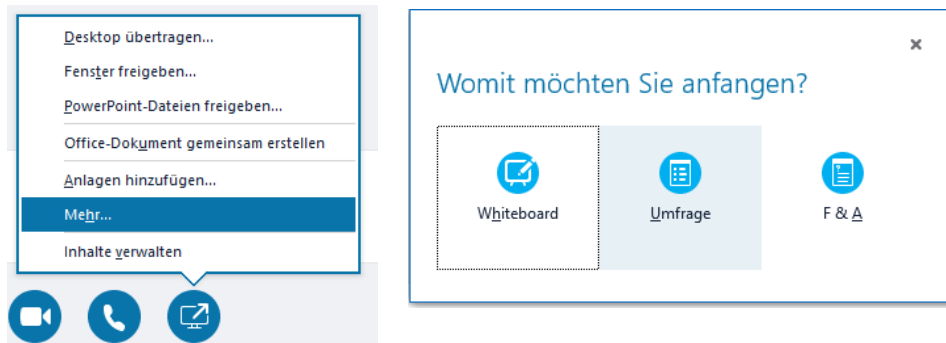 Desktop übertragen...
Fenster freigeben...
PowerPoint-Dateien freigeben...
Office-Dokument gemeinsam erstellen
Anlagen hinzufügen...
Mehr...
Inhalte verwalten
Womit möchten Sie anfangen?
Whiteboard
Umfrage
F & A